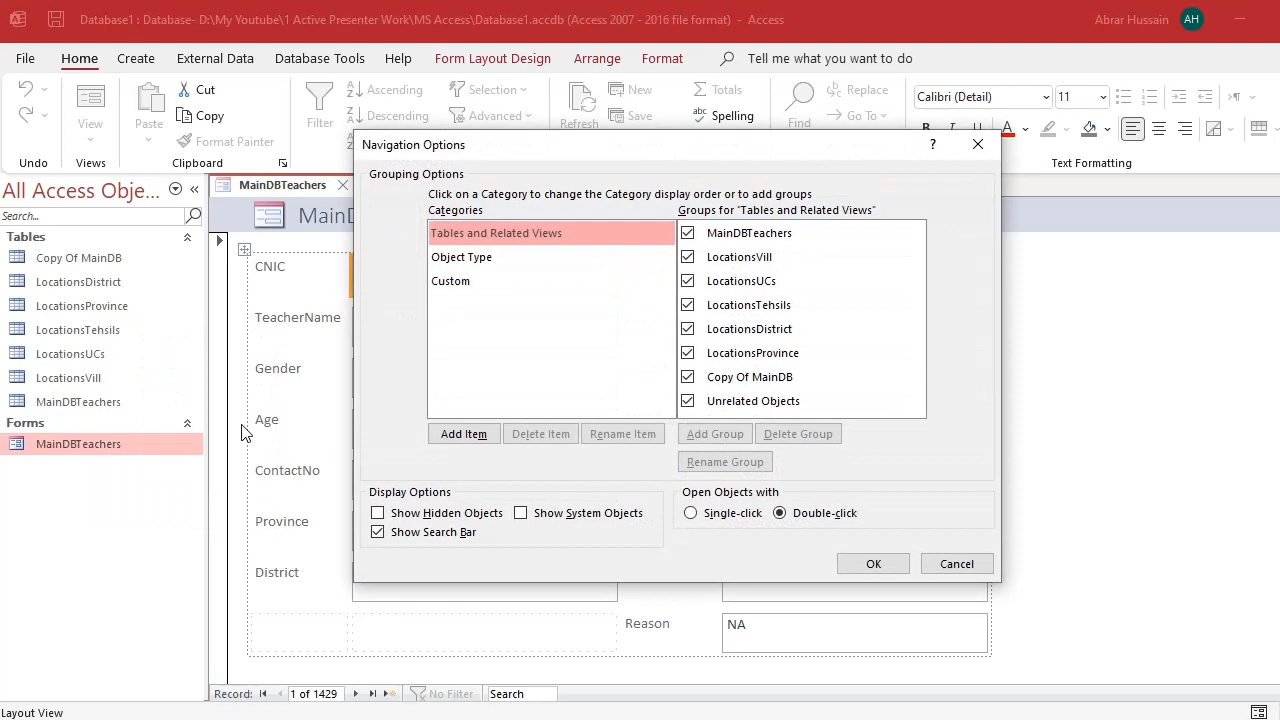 Database1 : Database- D:\My Youtube\1 Active Presenter Work\MS Access\Database1.accdb (Access 2007 - 2016 file format) - Access
Abrar Hussain AH
File Home Create External Data Database Tools Help Form Layout Design Arrange Format Tell me what you want to do
Cut Ascending Selection New Totals Replace Calibri (Detail) 11
View Paste Copy Filter Descending Advanced Refresh Save Spelling Find Go To
Format Painter B I U A
Undo Views Clipboard Text Formatting
All Access Obje...
Search...
Tables
Copy Of MainDB
LocationsDistrict
LocationsProvince
LocationsTehsils
LocationsUCs
LocationsVill
MainDBTeachers
Forms
MainDBTeachers
MainDBTeachers
MainD
CNIC
TeacherName
Gender
Age
ContactNo
Province
District
Reason NA
Navigation Options ?
Grouping Options
Click on a Category to change the Category display order or to add groups
Categories Groups for "Tables and Related Views"
Tables and Related Views MainDBTeachers
Object Type LocationsVill
Custom LocationsUCs
LocationsTehsils
LocationsDistrict
LocationsProvince
Copy Of MainDB
Unrelated Objects
Add Item Delete Item Rename Item Add Group Delete Group
Rename Group
Display Options Open Objects with
Show Hidden Objects Show System Objects Single-click Double-click
Show Search Bar
OK Cancel
Record: 1 of 1429 No Filter Search
Layout View